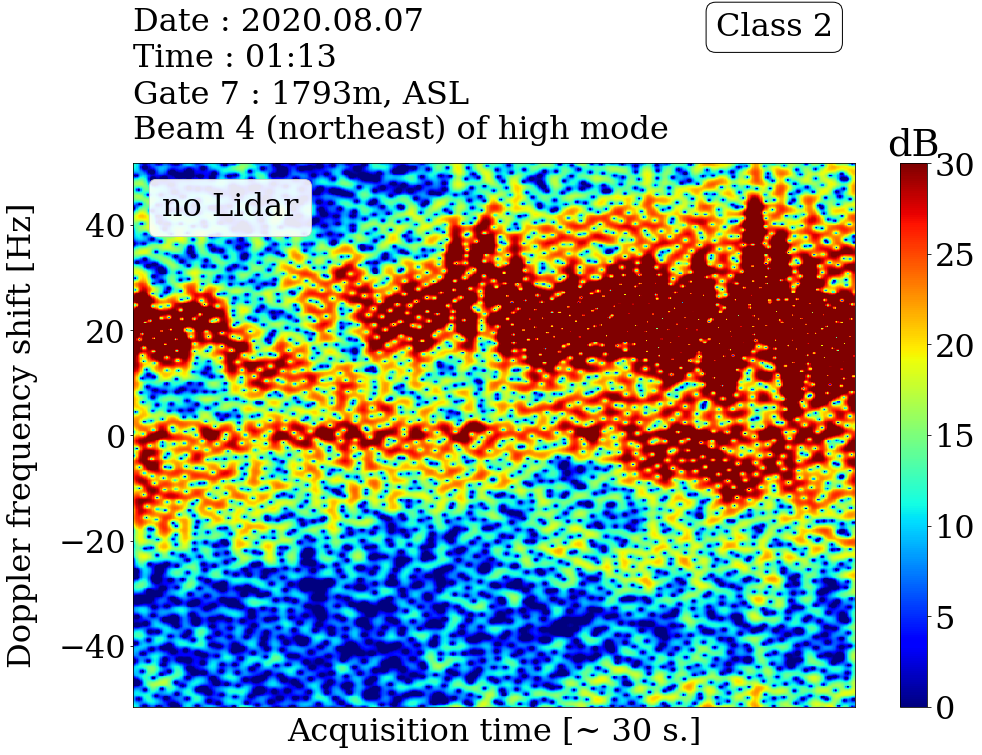 Date : 2020.08.07
Time : 01:13
Gate 7 : 1793m, ASL
Beam 4 (northeast) of high mode
Class 2
dB
no Lidar
Doppler frequency shift [Hz]
40
20
0
−20
−40
30
25
20
15
10
5
0
Acquisition time [~ 30 s.]